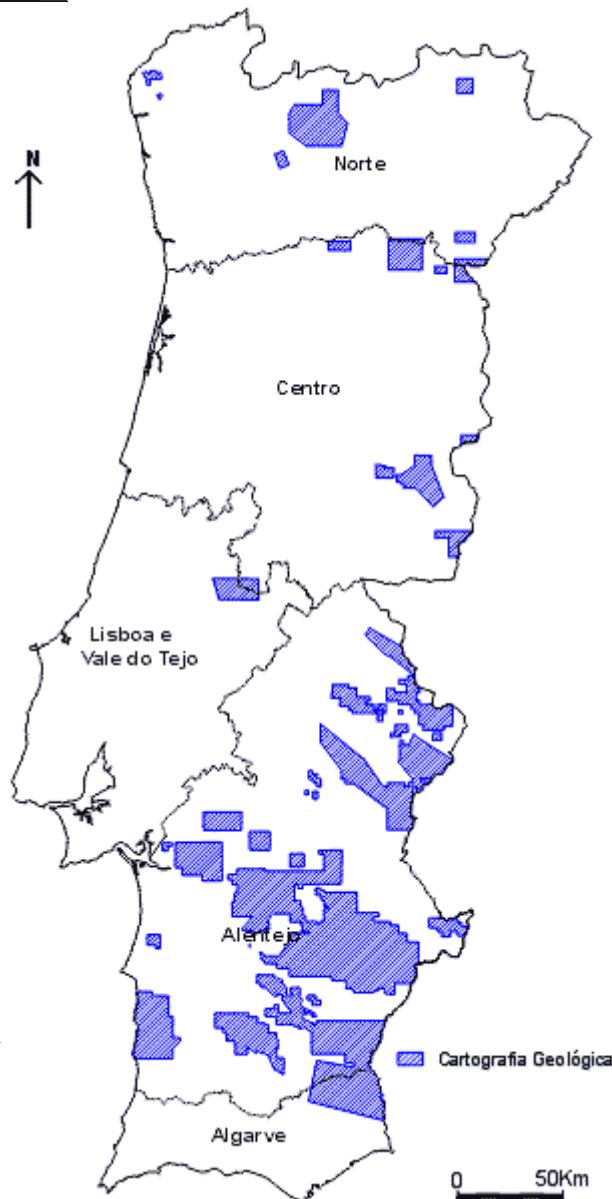 N
Norte
Centro
Lisboa e
Vale do Tejo
Alentejo
Cartografia Geológica
Algarve
0 50Km